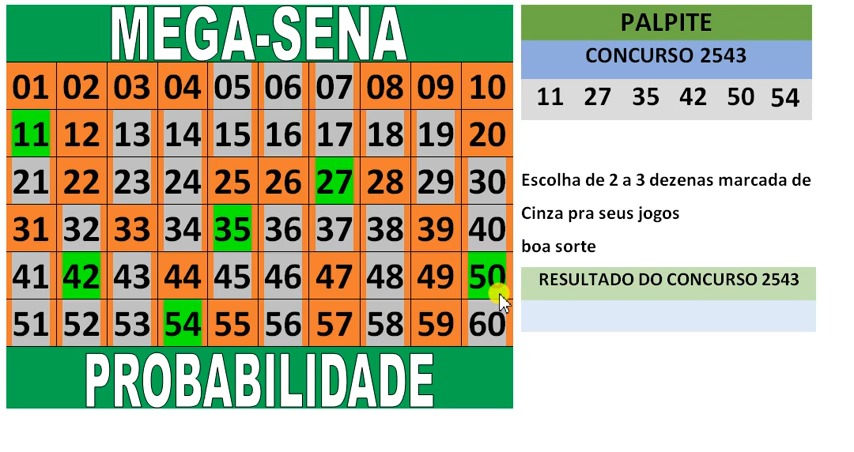 MEGA-SENA
01 02 03 04 05 06 07 08 09 10
11 12 13 14 15 16 17 18 19 20
21 22 23 24 25 26 27 28 29 30
31 32 33 34 35 36 37 38 39 40
41 42 43 44 45 46 47 48 49 50
51 52 53 54 55 56 57 58 59 60
PROBABILIDADE
PALPITE
CONCURSO 2543
11 27 35 42 50 54
Escolha de 2 a 3 dezenas marcada de
Cinza pra seus jogos
boa sorte
RESULTADO DO CONCURSO 2543